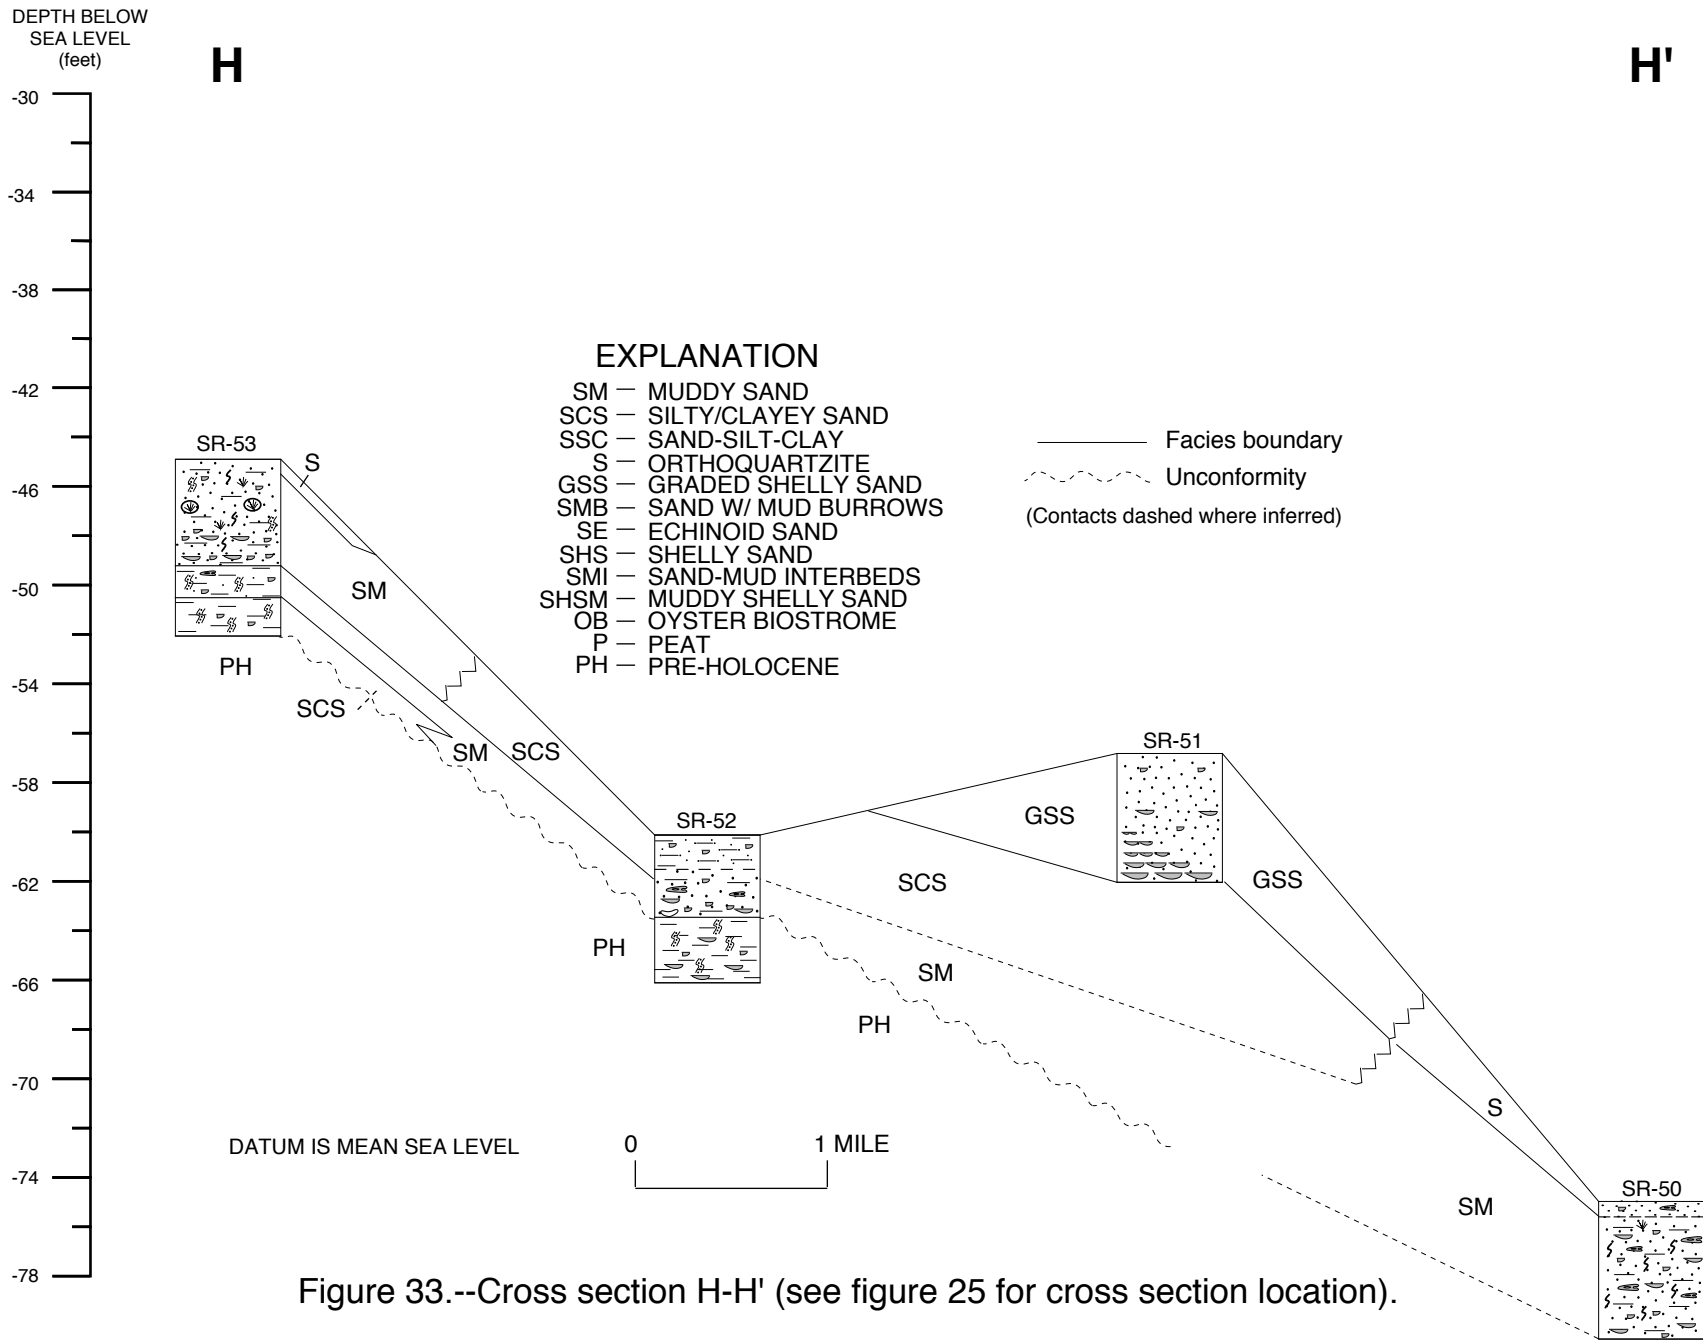 DEPTH BELOW
SEA LEVEL
(feet)
H
H'
-30
-34
-38
-42
-46
-50
-54
-58
-62
-66
-70
-74
-78
EXPLANATION
SM — MUDDY SAND
SCS — SILTY/CLAYEY SAND
SSC — SAND-SILT-CLAY
S — ORTHOQUARTZITE
GSS — GRADED SHELLY SAND
SMB — SAND W/ MUD BURROWS
SE — ECHINOID SAND
SHS — SHELLY SAND
SMI — SAND-MUD INTERBEDS
SHSM — MUDDY SHELLY SAND
OB — OYSTER BIOSTROME
P — PEAT
PH — PRE-HOLOCENE
Facies boundary
Unconformity
(Contacts dashed where inferred)
SR-53
S
SM
PH
SCS
SM
SCS
SR-52
PH
SR-51
GSS
SCS
GSS
SM
PH
S
SR-50
SM
DATUM IS MEAN SEA LEVEL
0 1 MILE
Figure 33.--Cross section H-H' (see figure 25 for cross section location).